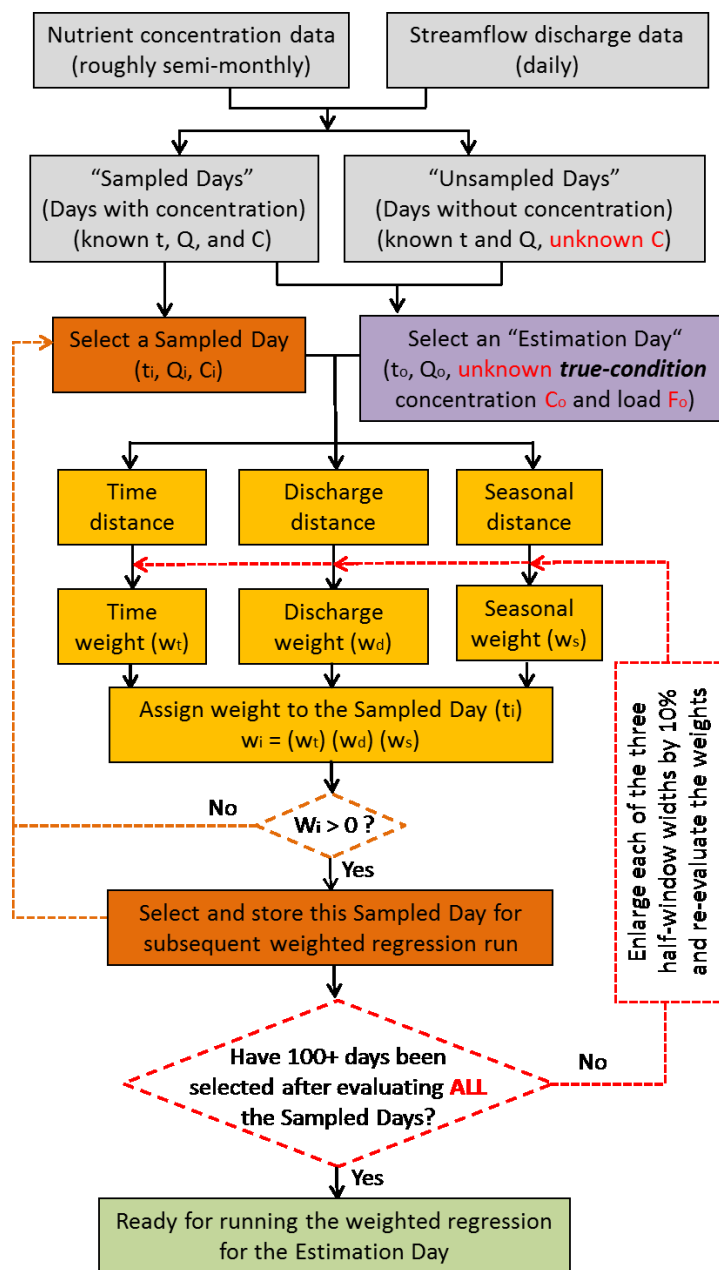 Nutrient concentration data
(roughly semi-monthly)
Streamflow discharge data
(daily)
“Sampled Days”
(Days with concentration)
(known t, Q, and C)
“Unsampled Days”
(Days without concentration)
(known t and Q, unknown C)
Select a Sampled Day
(ti, Qi, Ci)
Select an “Estimation Day“
(to, Qo, unknown true-condition
concentration Co and load Fo)
Time
distance
Discharge
distance
Seasonal
distance
Time
weight (wt)
Discharge
weight (wd)
Seasonal
weight (ws)
Assign weight to the Sampled Day (ti)
wi = (wt) (wd) (ws)
No
Wi > 0 ?
Yes
Select and store this Sampled Day for
subsequent weighted regression run
Enlarge each of the three
half-window widths by 10%
and re-evaluate the weights
Have 100+ days been
selected after evaluating ALL
the Sampled Days?
No
Yes
Ready for running the weighted regression
for the Estimation Day